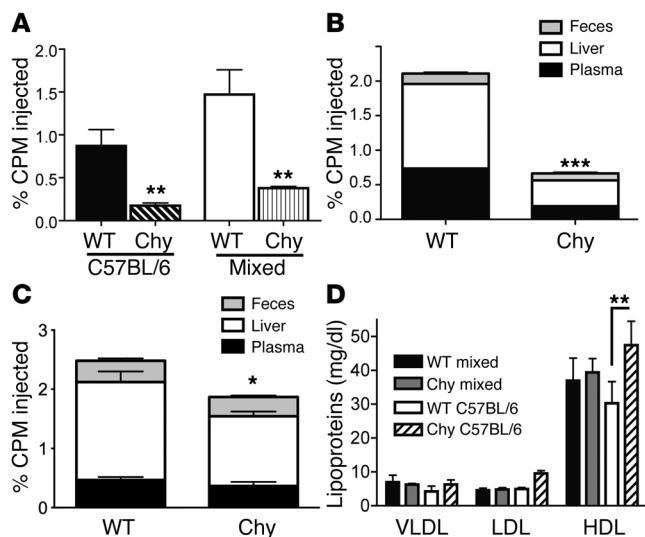 A
% CPM injected
2.0
1.5
1.0
0.5
0.0
**
**
WT Chy WT Chy
C57BL/6 Mixed
B
Feces
Liver
Plasma
% CPM injected
2.0
1.5
1.0
0.5
0.0
***
WT Chy
C
Feces
Liver
Plasma
% CPM injected
3
2
1
0
*
WT Chy
D
**
Lipoproteins (mg/dl)
50
40
30
20
10
0
WT mixed
Chy mixed
WT C57BL/6
Chy C57BL/6
VLDL LDL HDL